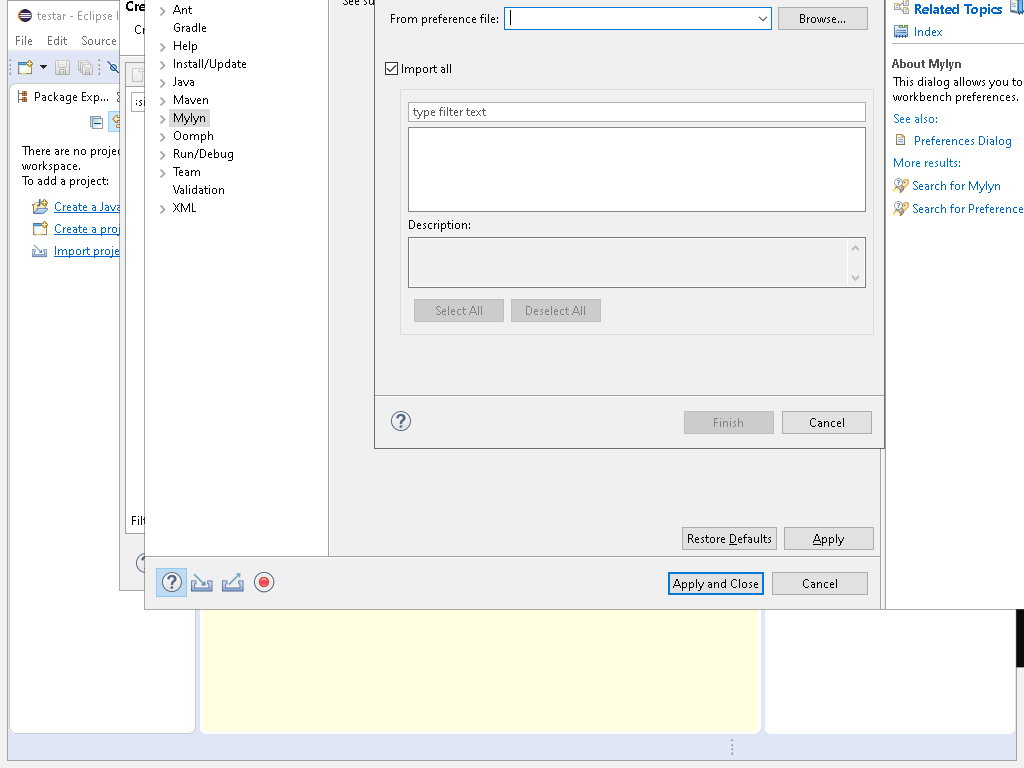 testar - Eclipse I
File Edit Source
Package Exp...
There are no proje
workspace.
To add a project:
Create a Java
Create a proj
Import proje
Cre
Cr
:si
Filt
Ant
Gradle
Help
Install/Update
Java
Maven
Mylyn
Oomph
Run/Debug
Team
Validation
XML
See su
From preference file:
Browse...
Import all
type filter text
Description:
Select All
Deselect All
Finish
Cancel
Restore Defaults
Apply
Apply and Close
Cancel
Related Topics
Index
About Mylyn
This dialog allows you to
workbench preferences.
See also:
Preferences Dialog
More results:
Search for Mylyn
Search for Preference